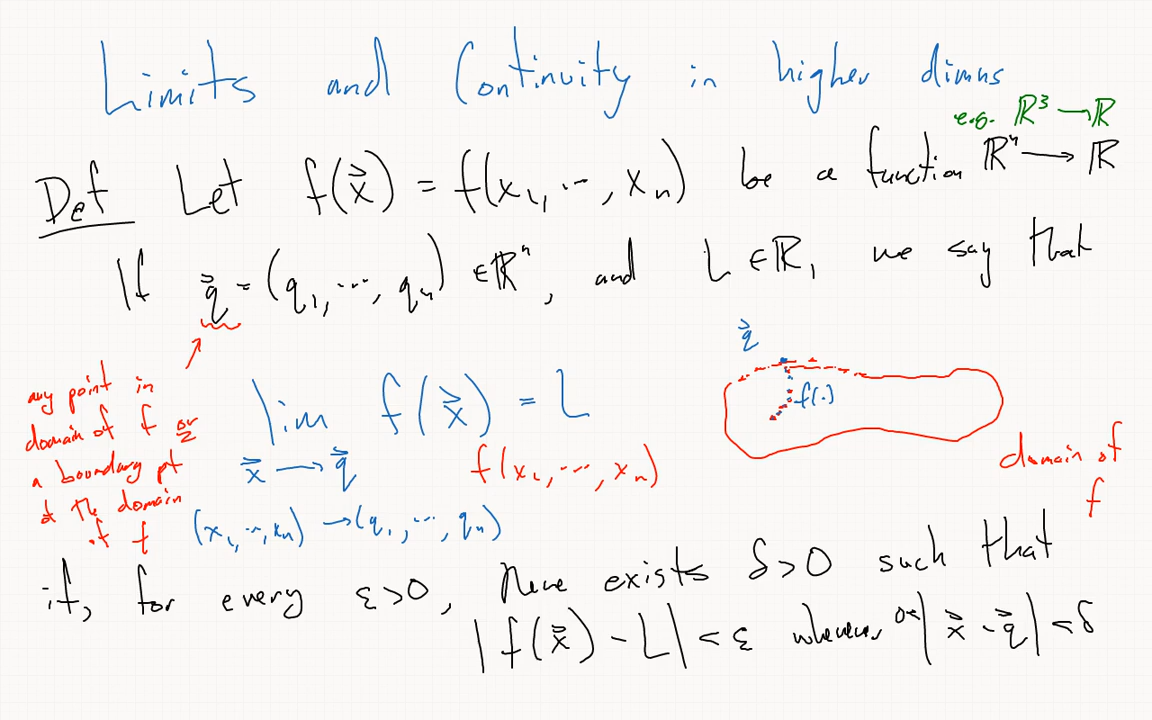 Limits and Continuity in higher dimns
e.g. ℝ³ → ℝ
Def Let f(x⃗) = f(x₁, ..., xₙ) be a function ℝⁿ → ℝ
If q⃗ = (q₁, ..., qₙ) ∈ ℝⁿ, and L ∈ ℝ, we say that
any point in
domain of f or
a boundary pt
of the domain
of f
lim f(x⃗) = L
x⃗ → q⃗
f(x₁, ..., xₙ)
(x₁, ..., xₙ) → (q₁, ..., qₙ)
q⃗
f(.)
domain of
f
if, for every ε>0, there exists δ>0 such that
|f(x⃗) - L| < ε whenever 0<|x⃗ - q⃗| < δ